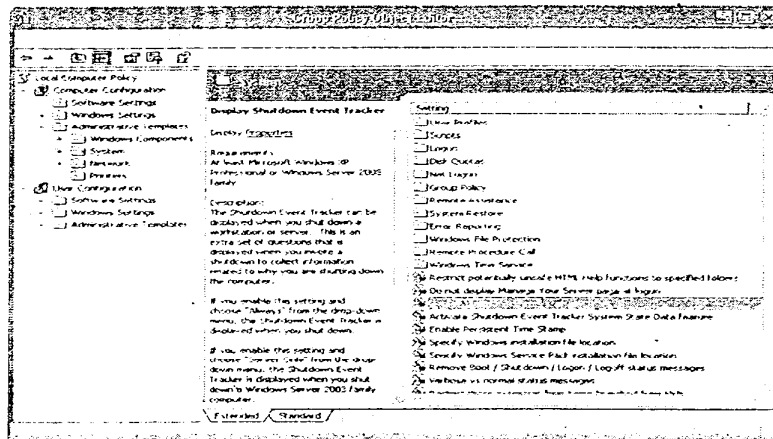 Group Policy Object Editor
Local Computer Policy
Computer Configuration
Software Settings
Windows Settings
Administrative Templates
Windows Components
System
Network
Printers
User Configuration
Software Settings
Windows Settings
Administrative Templates
Display Shutdown Event Tracker
Display Properties
Requirements:
At least Microsoft Windows XP
Professional or Windows Server 2003
family
Description:
The Shutdown Event Tracker can be
displayed when you shut down a
workstation or server. This is an
extra set of questions that is
displayed when you invoke a
shutdown to collect information
related to why you are shutting down
the computer.
If you enable this setting and
choose "Always" from the drop-down
menu, the Shutdown Event Tracker is
displayed when you shut down.
If you enable this setting and
choose "Server Only" from the drop-
down menu, the Shutdown Event
Tracker is displayed when you shut
down a Windows Server 2003 family
computer.
Setting
User Profiles
Scripts
Logon
Disk Quotas
Net Logon
Group Policy
Remote Assistance
System Restore
Error Reporting
Windows File Protection
Remote Procedure Call
Windows Time Service
Restrict potentially unsafe HTML Help functions to specified folders
Do not display Manage Your Server page at logon
Activate Shutdown Event Tracker System State Data feature
Enable Persistent Time Stamp
Specify Windows installation file location
Specify Windows Service Pack installation file location
Remove Boot / Shutdown / Logon / Logoff status messages
Verbose vs normal status messages
Extended
Standard